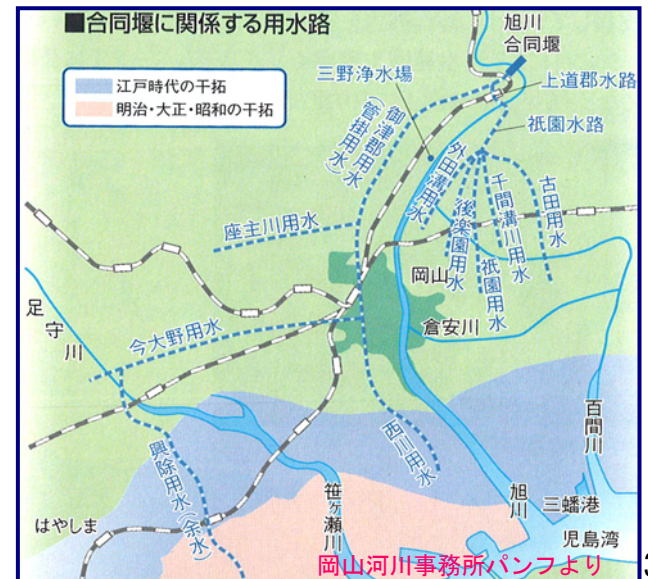 ■合同堰に関係する用水路
江戸時代の干拓
明治・大正・昭和の干拓
旭川
合同堰
三野浄水場
上道郡水路
御津郡用水
(管掛用水)
祇園水路
外田溝用水
後楽園用水
祇園用水
千間溝川用水
古田用水
座主川用水
岡山
倉安川
足守川
今大野用水
西川用水
百間川
興除用水(余水)
笹ヶ瀬川
旭川
三蟠港
児島湾
はやしま
岡山河川事務所パンフより